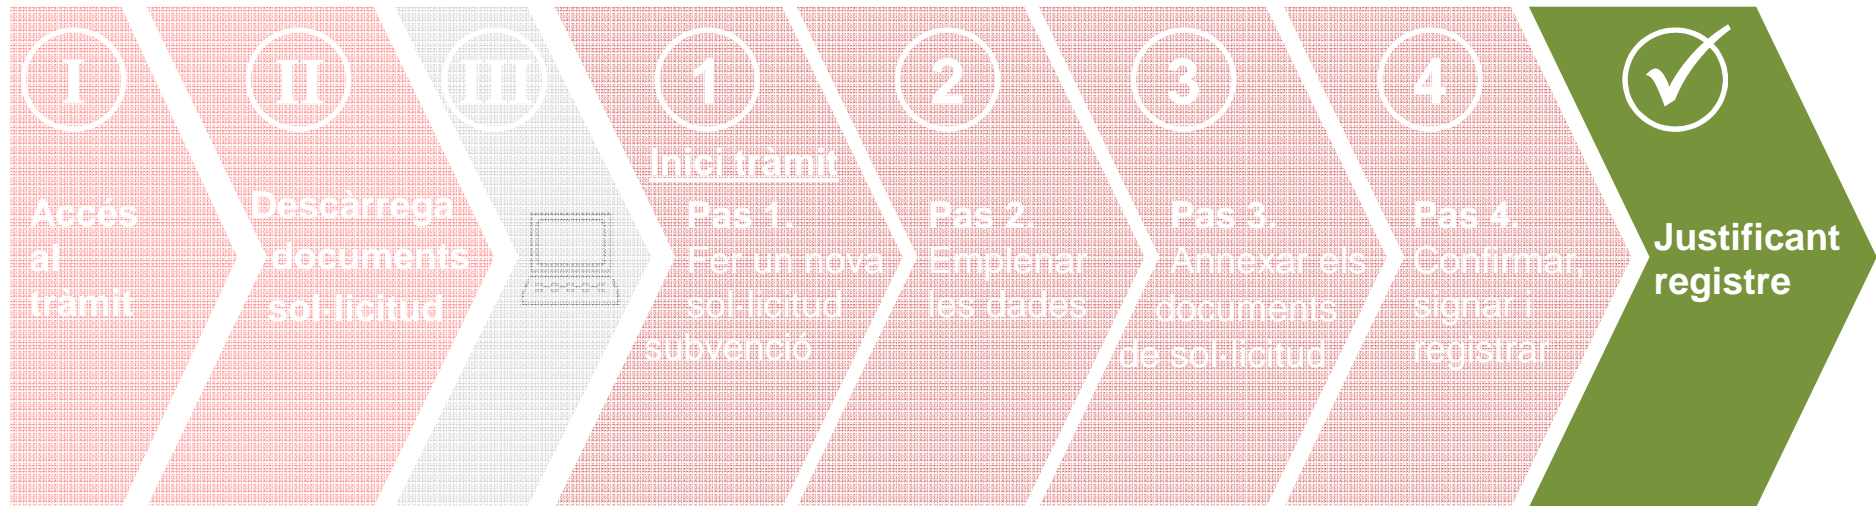 I
Accés
al
tràmit
II
Descàrrega
documents
sol·licitud
III
1
Inici tràmit
Pas 1.
Fer un nova
sol·licitud
subvenció
2
Pas 2.
Emplenar
les dades
3
Pas 3.
Annexar els
documents
de sol·licitud
4
Pas 4.
Confirmar,
signar i
registrar
Justificant
registre